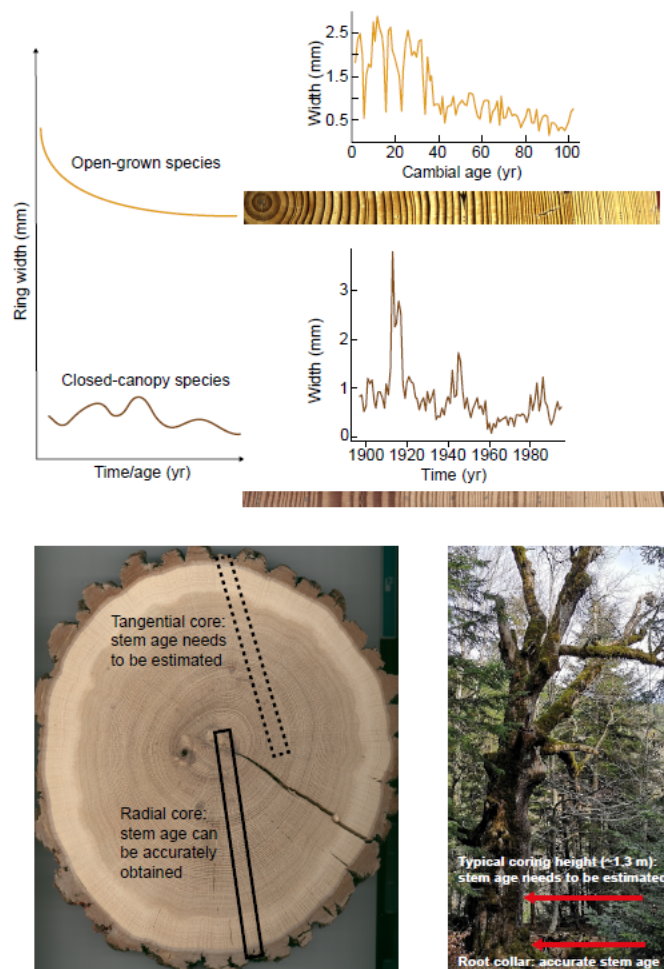 Ring width (mm)
Open-grown species
Closed-canopy species
Time/age (yr)
Width (mm)
2.5
1.5
0.5
0
20
40
60
80
100
Cambial age (yr)
Width (mm)
3
2
1
0
1900
1920
1940
1960
1980
Time (yr)
Tangential core:
stem age needs
to be estimated
Radial core:
stem age can
be accurately
obtained
Typical coring height (~1.3 m):
stem age needs to be estimated
Root collar: accurate stem age